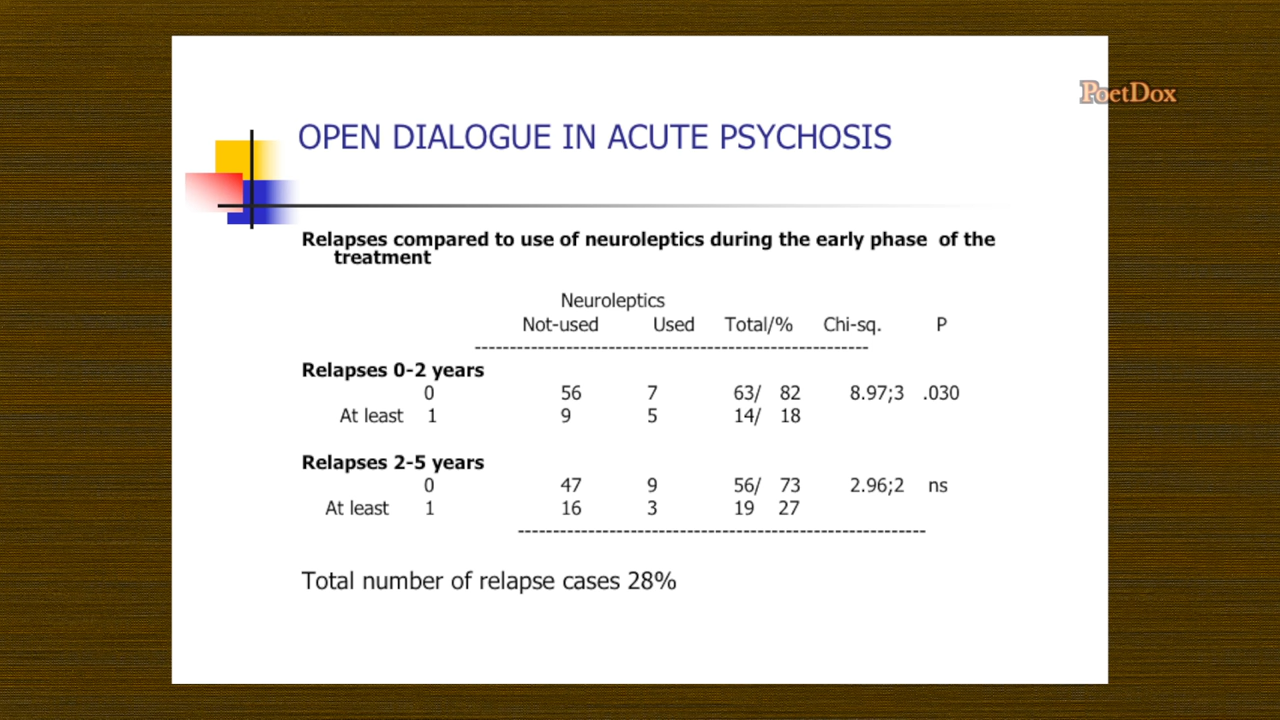 PoetDox
OPEN DIALOGUE IN ACUTE PSYCHOSIS
Relapses compared to use of neuroleptics during the early phase of the
treatment
Neuroleptics
Not-used Used Total/% Chi-sq. P
--------------------------------------------------------
Relapses 0-2 years
0 56 7 63/ 82 8.97;3 .030
At least 1 9 5 14/ 18
Relapses 2-5 years
0 47 9 56/ 73 2.96;2 ns
At least 1 16 3 19 27
----------------------------------------------------------
Total number of relapse cases 28%